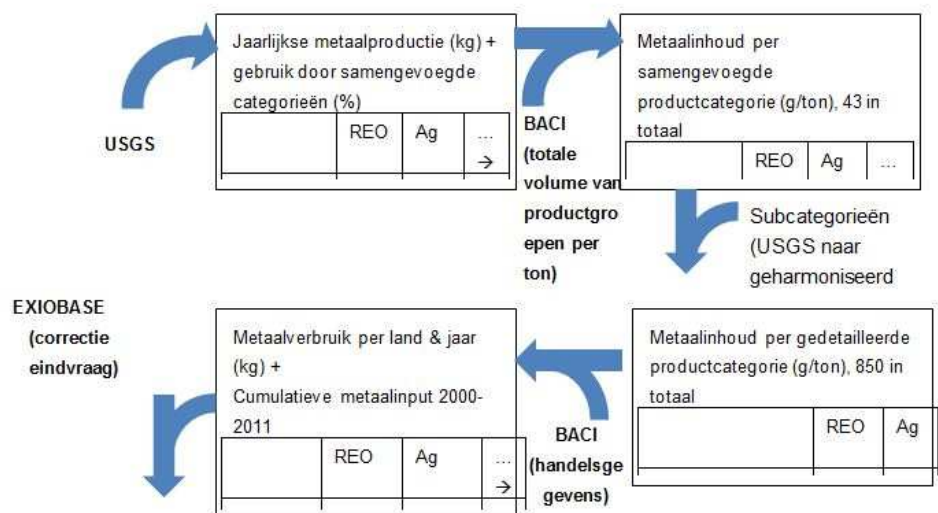 Jaarlijkse metaalproductie (kg) +
gebruik door samengevoegde
categorieën (%)
REO Ag ...
→
USGS
BACI
(totale
volume van
productgro
epen per
ton)
Metaalinhoud per
samengevoegde
productcategorie (g/ton), 43 in
totaal
REO Ag ...
Subcategorieën
(USGS naar
geharmoniseerd
Metaalinhoud per gedetailleerde
productcategorie (g/ton), 850 in
totaal
REO Ag
BACI
(handelsge
gevens)
Metaalverbruik per land & jaar
(kg) +
Cumulatieve metaalinput 2000-
2011
REO Ag ...
→
EXIOBASE
(correctie
eindvraag)